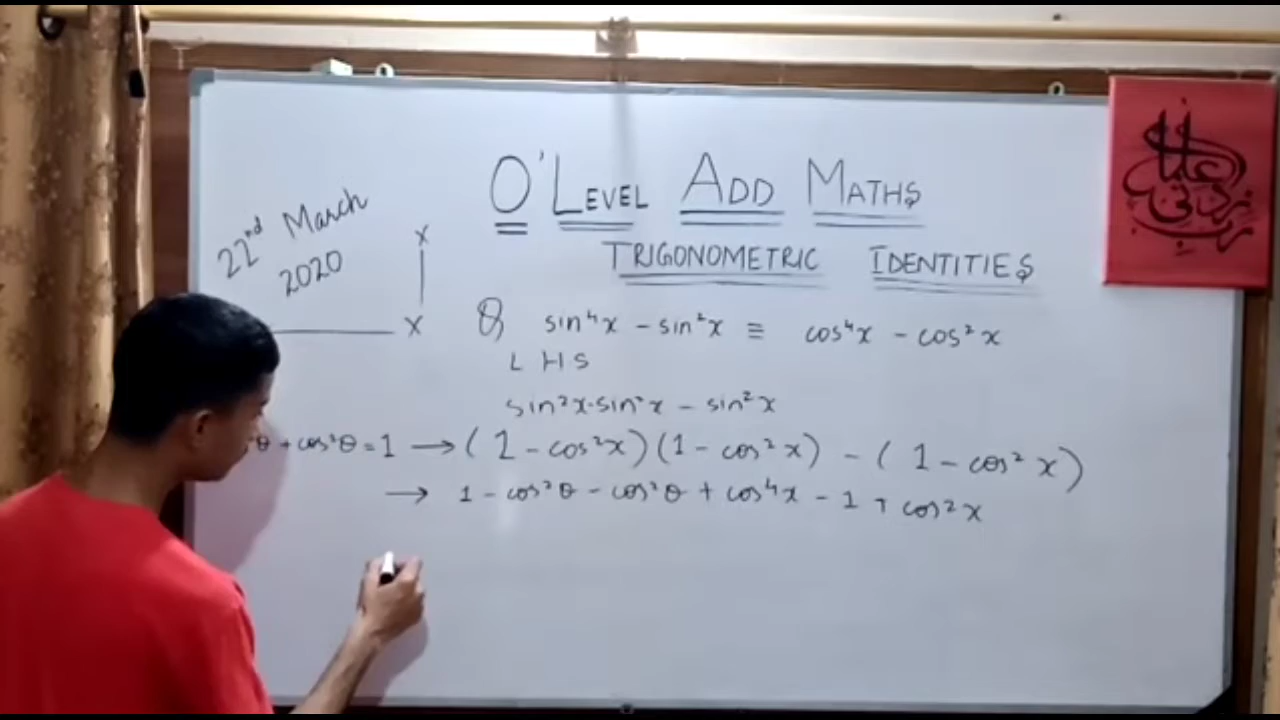 O'LEVEL ADD MATHS
TRIGONOMETRIC IDENTITIES
22nd March
2020
x
x
Q, sin⁴x - sin²x ≡ cos⁴x - cos²x
LHS
sin²x·sin²x - sin²x
²θ + cos²θ = 1 → (1 - cos²x)(1 - cos²x) - (1 - cos²x)
→ 1 - cos²θ - cos²θ + cos⁴x - 1 + cos²x